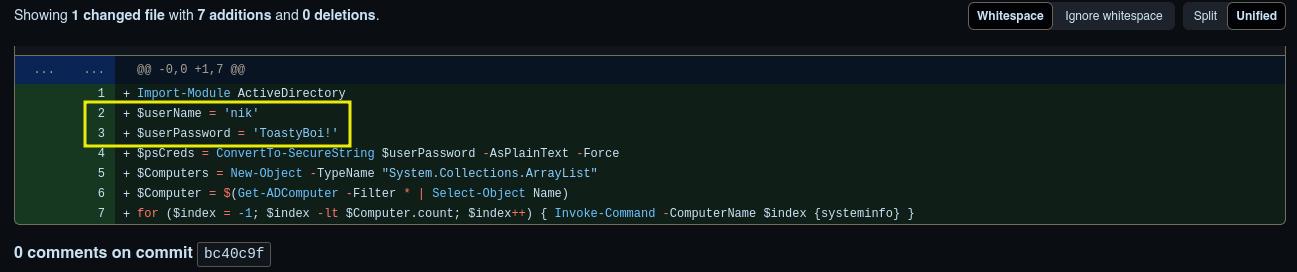 Showing 1 changed file with 7 additions and 0 deletions.
Whitespace Ignore whitespace Split Unified
... ... @@ -0,0 +1,7 @@
1 + Import-Module ActiveDirectory
2 + $userName = 'nik'
3 + $userPassword = 'ToastyBoi!'
4 + $psCreds = ConvertTo-SecureString $userPassword -AsPlainText -Force
5 + $Computers = New-Object -TypeName "System.Collections.ArrayList"
6 + $Computer = $(Get-ADComputer -Filter * | Select-Object Name)
7 + for ($index = -1; $index -lt $Computer.count; $index++) { Invoke-Command -ComputerName $index {systeminfo} }
0 comments on commit bc40c9f